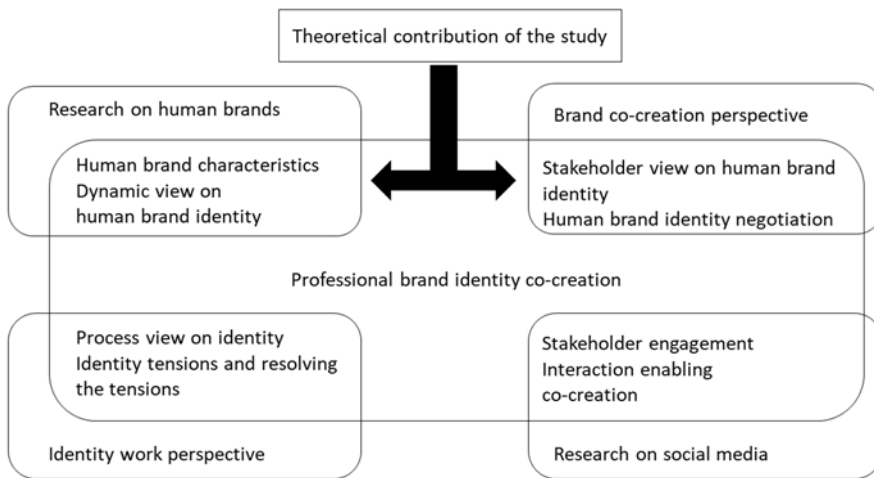 Theoretical contribution of the study
Research on human brands
Brand co-creation perspective
Human brand characteristics
Dynamic view on
human brand identity
Stakeholder view on human brand
identity
Human brand identity negotiation
Professional brand identity co-creation
Process view on identity
Identity tensions and resolving
the tensions
Stakeholder engagement
Interaction enabling
co-creation
Identity work perspective
Research on social media